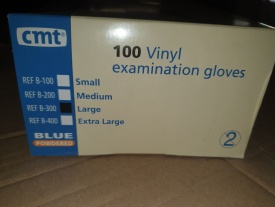 cmt®
100 Vinyl
examination gloves
REF B-100 Small
REF B-200 Medium
REF B-300 Large
REF B-400 Extra Large
BLUE
POWDERED
2